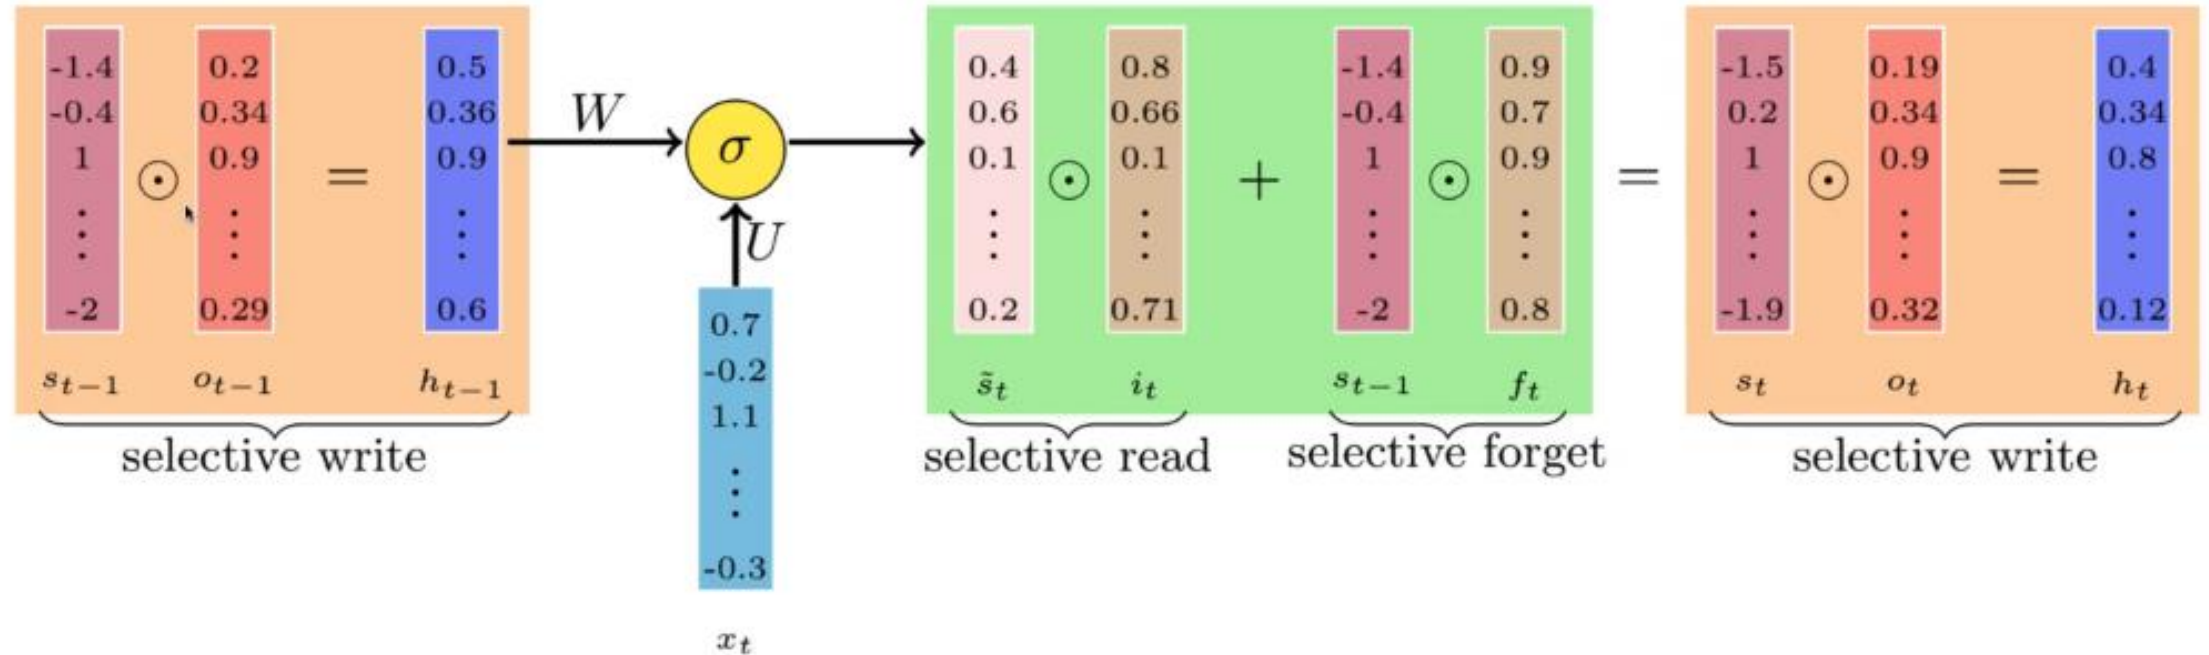 -1.4 0.2 0.5
-0.4 0.34 0.36
1 ⊙ 0.9 = 0.9
⋮ ⋮ ⋮
-2 0.29 0.6
s_{t−1} o_{t−1} h_{t−1}
selective write
W
σ
U
0.7
-0.2
1.1
⋮
-0.3
x_t
0.4 0.8 -1.4 0.9
0.6 0.66 -0.4 0.7
0.1 ⊙ 0.1 + 1 ⊙ 0.9
⋮ ⋮ ⋮ ⋮
0.2 0.71 -2 0.8
s̃_t i_t s_{t−1} f_t
selective read selective forget
=
-1.5 0.19 0.4
0.2 0.34 0.34
1 ⊙ 0.9 = 0.8
⋮ ⋮ ⋮
-1.9 0.32 0.12
s_t o_t h_t
selective write